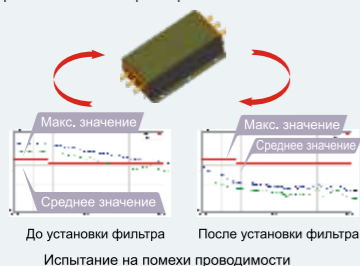 Макс. значение
Среднее значение
Макс. значение
Среднее значение
До установки фильтра
После установки фильтра
Испытание на помехи проводимости